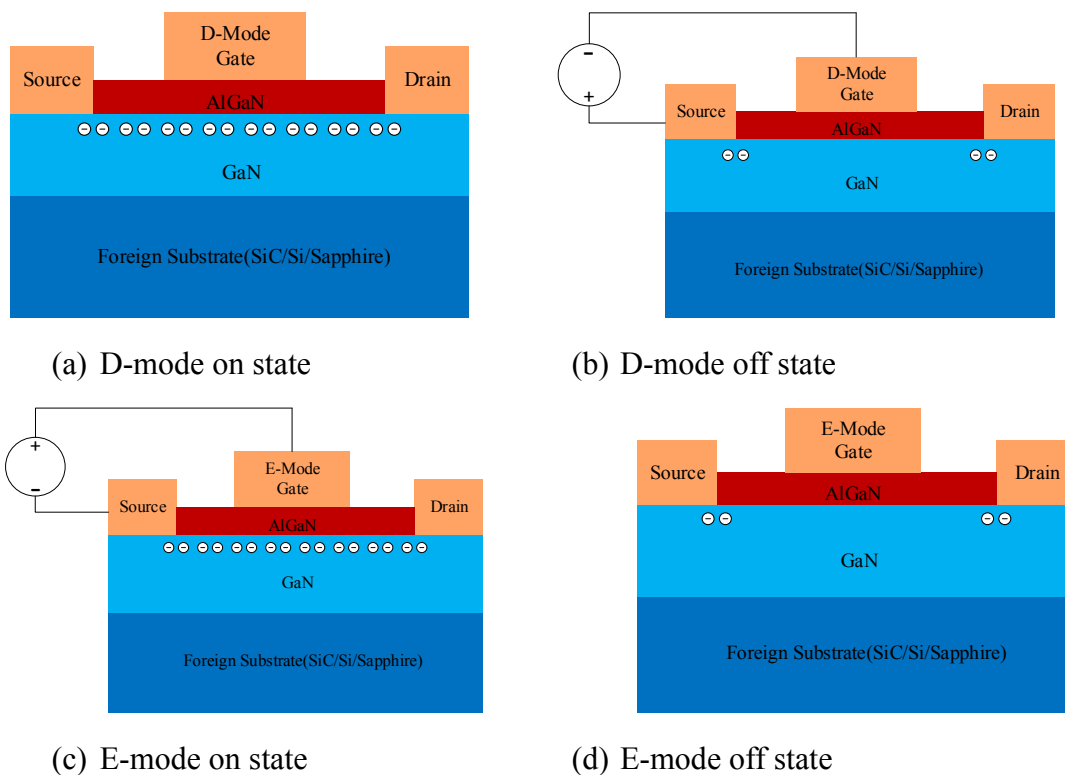 D-Mode
Gate
Source
Drain
AlGaN
GaN
Foreign Substrate(SiC/Si/Sapphire)
(a) D-mode on state
-
+
D-Mode
Gate
Source
Drain
AlGaN
GaN
Foreign Substrate(SiC/Si/Sapphire)
(b) D-mode off state
+
-
E-Mode
Gate
Source
Drain
AlGaN
GaN
Foreign Substrate(SiC/Si/Sapphire)
(c) E-mode on state
E-Mode
Gate
Source
Drain
AlGaN
GaN
Foreign Substrate(SiC/Si/Sapphire)
(d) E-mode off state